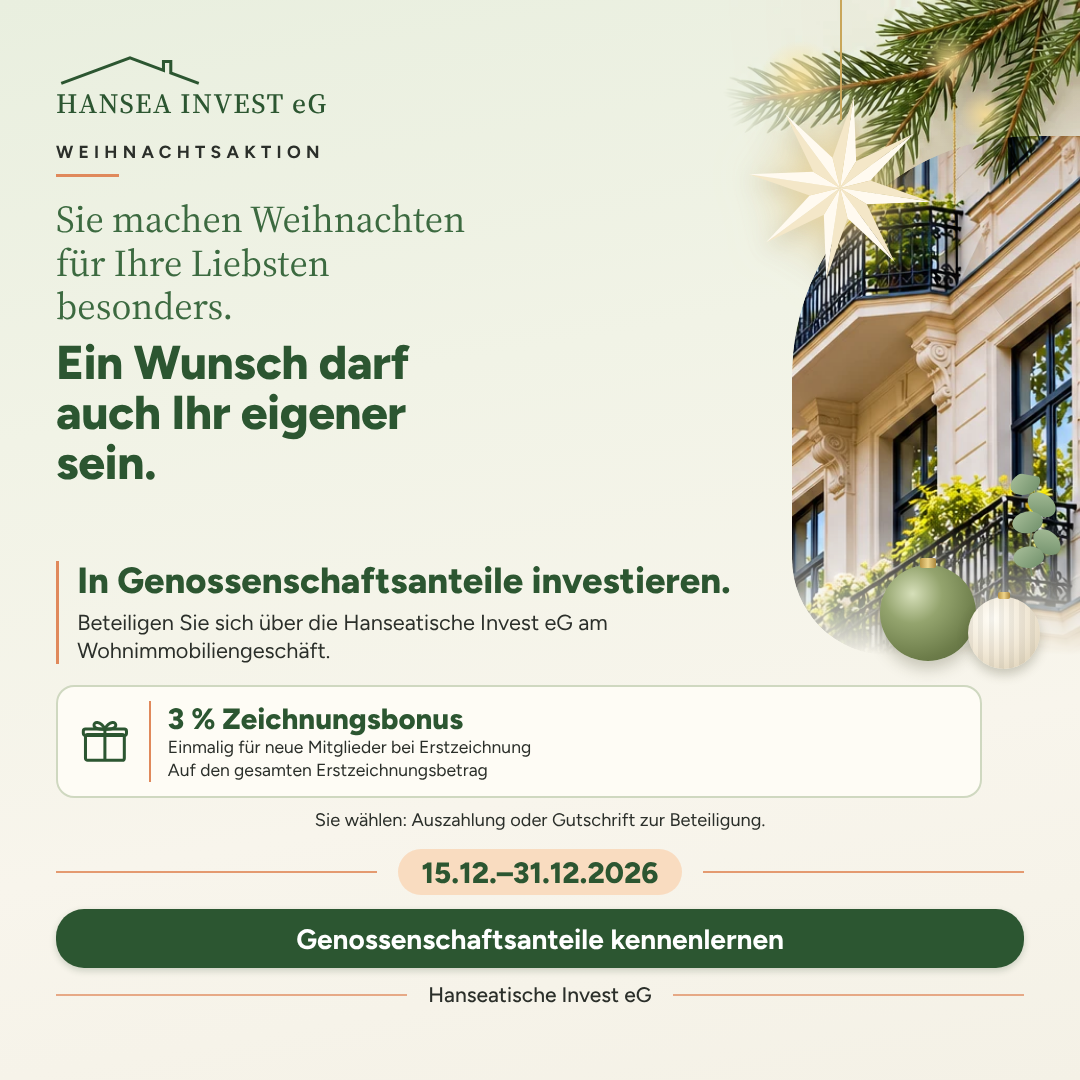 HANSEA INVEST eG
WEIHNACHTSAKTION
Sie machen Weihnachten
für Ihre Liebsten
besonders.
Ein Wunsch darf
auch Ihr eigener
sein.
In Genossenschaftsanteile investieren.
Beteiligen Sie sich über die Hanseatische Invest eG am
Wohnimmobiliengeschäft.
3 % Zeichnungsbonus
Einmalig für neue Mitglieder bei Erstzeichnung
Auf den gesamten Erstzeichnungsbetrag
Sie wählen: Auszahlung oder Gutschrift zur Beteiligung.
15.12.–31.12.2026
Genossenschaftsanteile kennenlernen
Hanseatische Invest eG